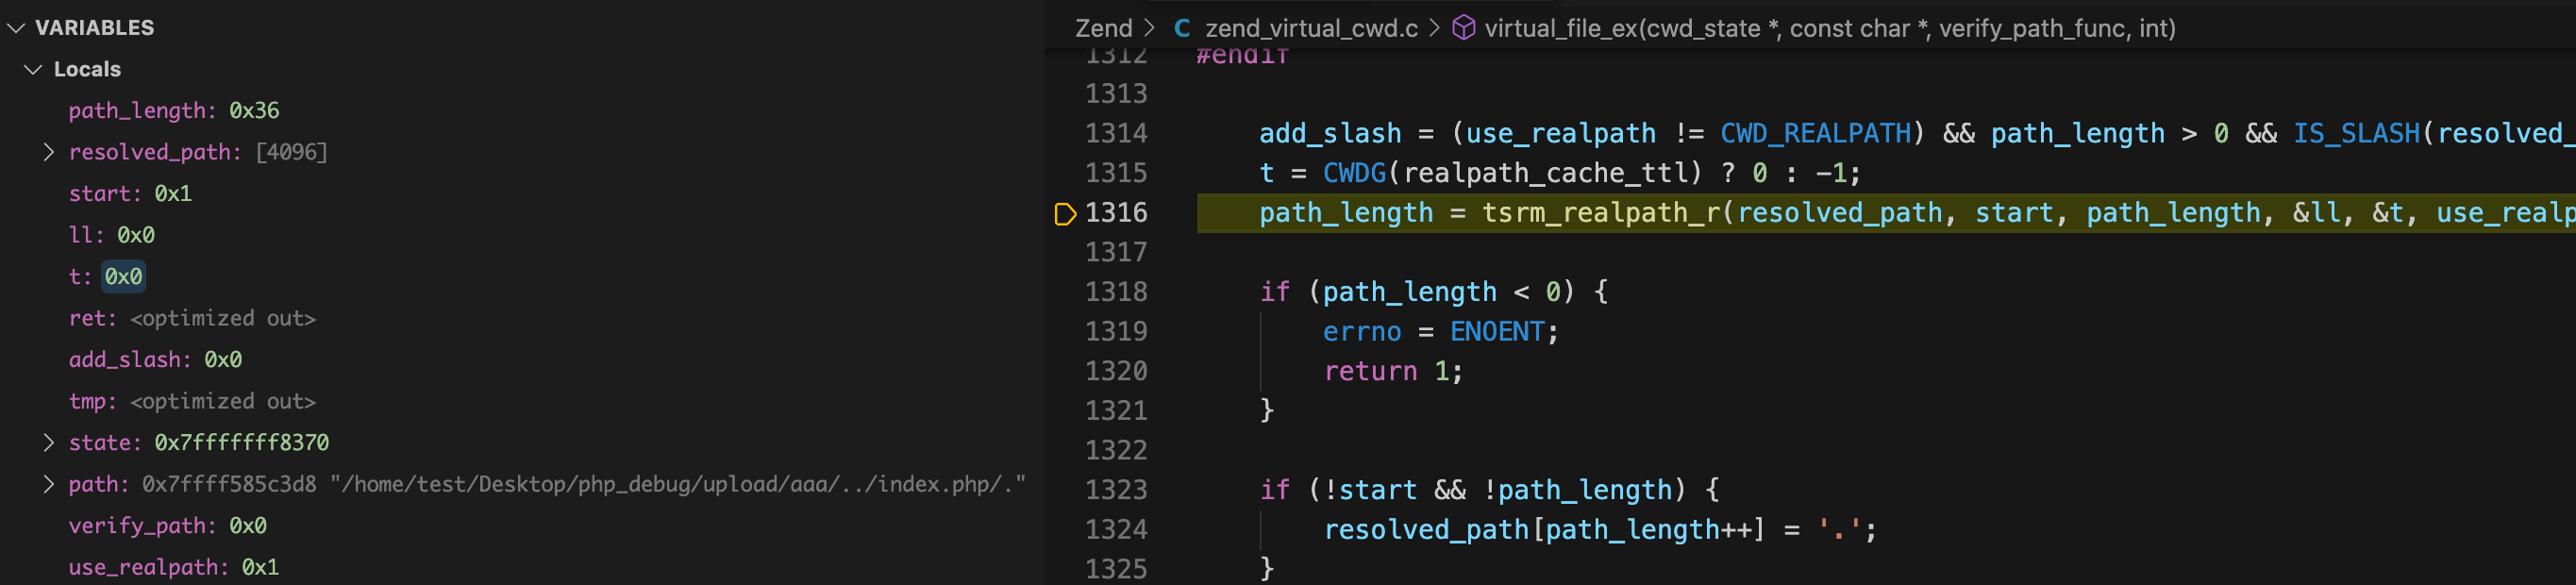 VARIABLES
Locals
path_length: 0x36
resolved_path: [4096]
start: 0x1
ll: 0x0
t: 0x0
ret: <optimized out>
add_slash: 0x0
tmp: <optimized out>
state: 0x7fffffff8370
path: 0x7ffff585c3d8 "/home/test/Desktop/php_debug/upload/aaa/../index.php/."
verify_path: 0x0
use_realpath: 0x1
Zend > C zend_virtual_cwd.c > virtual_file_ex(cwd_state *, const char *, verify_path_func, int)
1312 #endif
1313
1314 add_slash = (use_realpath != CWD_REALPATH) && path_length > 0 && IS_SLASH(resolved_
1315 t = CWDG(realpath_cache_ttl) ? 0 : -1;
1316 path_length = tsrm_realpath_r(resolved_path, start, path_length, &ll, &t, use_realp
1317
1318 if (path_length < 0) {
1319 errno = ENOENT;
1320 return 1;
1321 }
1322
1323 if (!start && !path_length) {
1324 resolved_path[path_length++] = '.';
1325 }